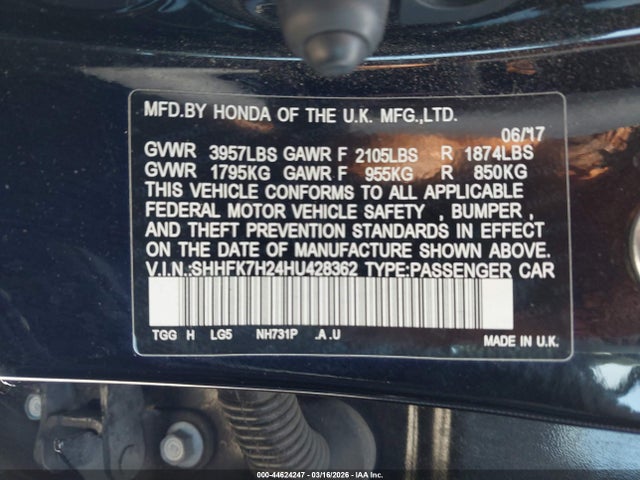 MFD.BY HONDA OF THE U.K. MFG.,LTD.
06/17
GVWR 3957LBS GAWR F 2105LBS R 1874LBS
GVWR 1795KG GAWR F 955KG R 850KG
THIS VEHICLE CONFORMS TO ALL APPLICABLE
FEDERAL MOTOR VEHICLE SAFETY , BUMPER ,
AND THEFT PREVENTION STANDARDS IN EFFECT
ON THE DATE OF MANUFACTURE SHOWN ABOVE.
V.I.N.:SHHFK7H24HU428362 TYPE:PASSENGER CAR
TGG H LG5 NH731P .A .U
MADE IN U.K.
000-44624247 - 03/16/2026 - IAA Inc.